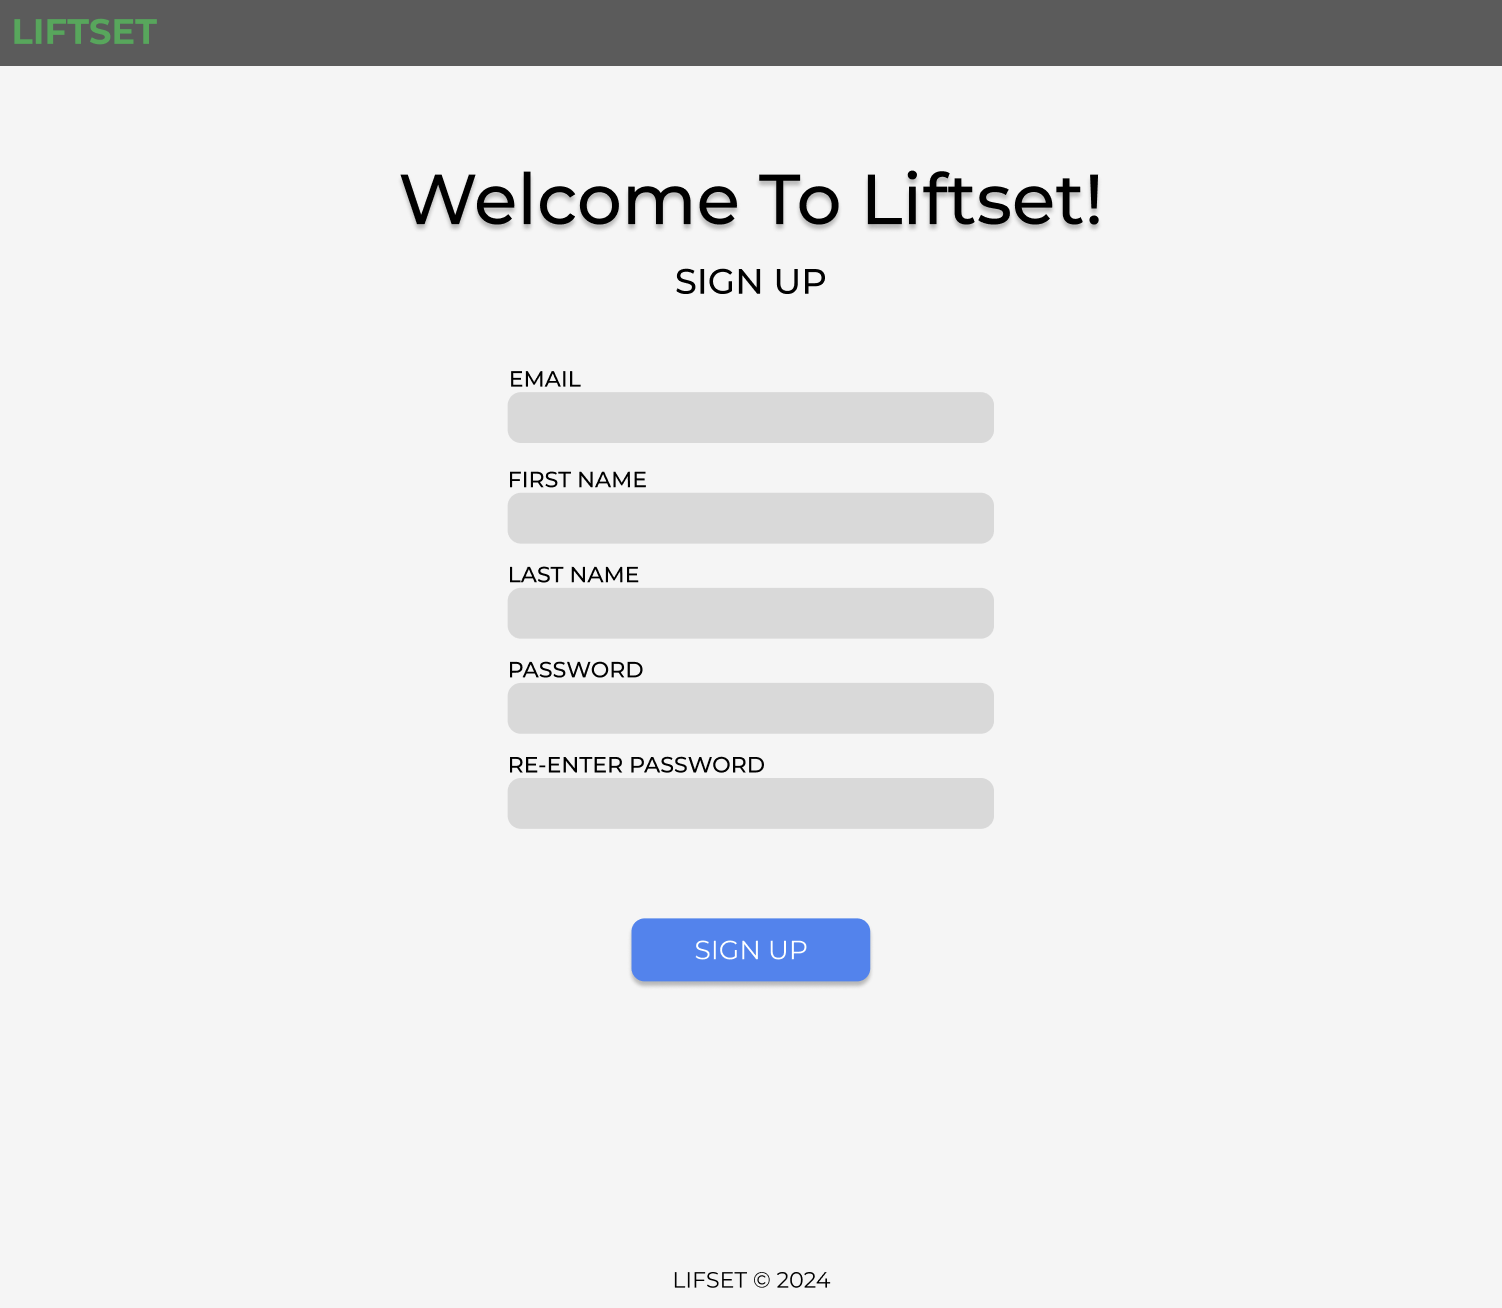 LIFTSET
Welcome To Liftset!
SIGN UP
EMAIL
FIRST NAME
LAST NAME
PASSWORD
RE-ENTER PASSWORD
SIGN UP
LIFSET © 2024